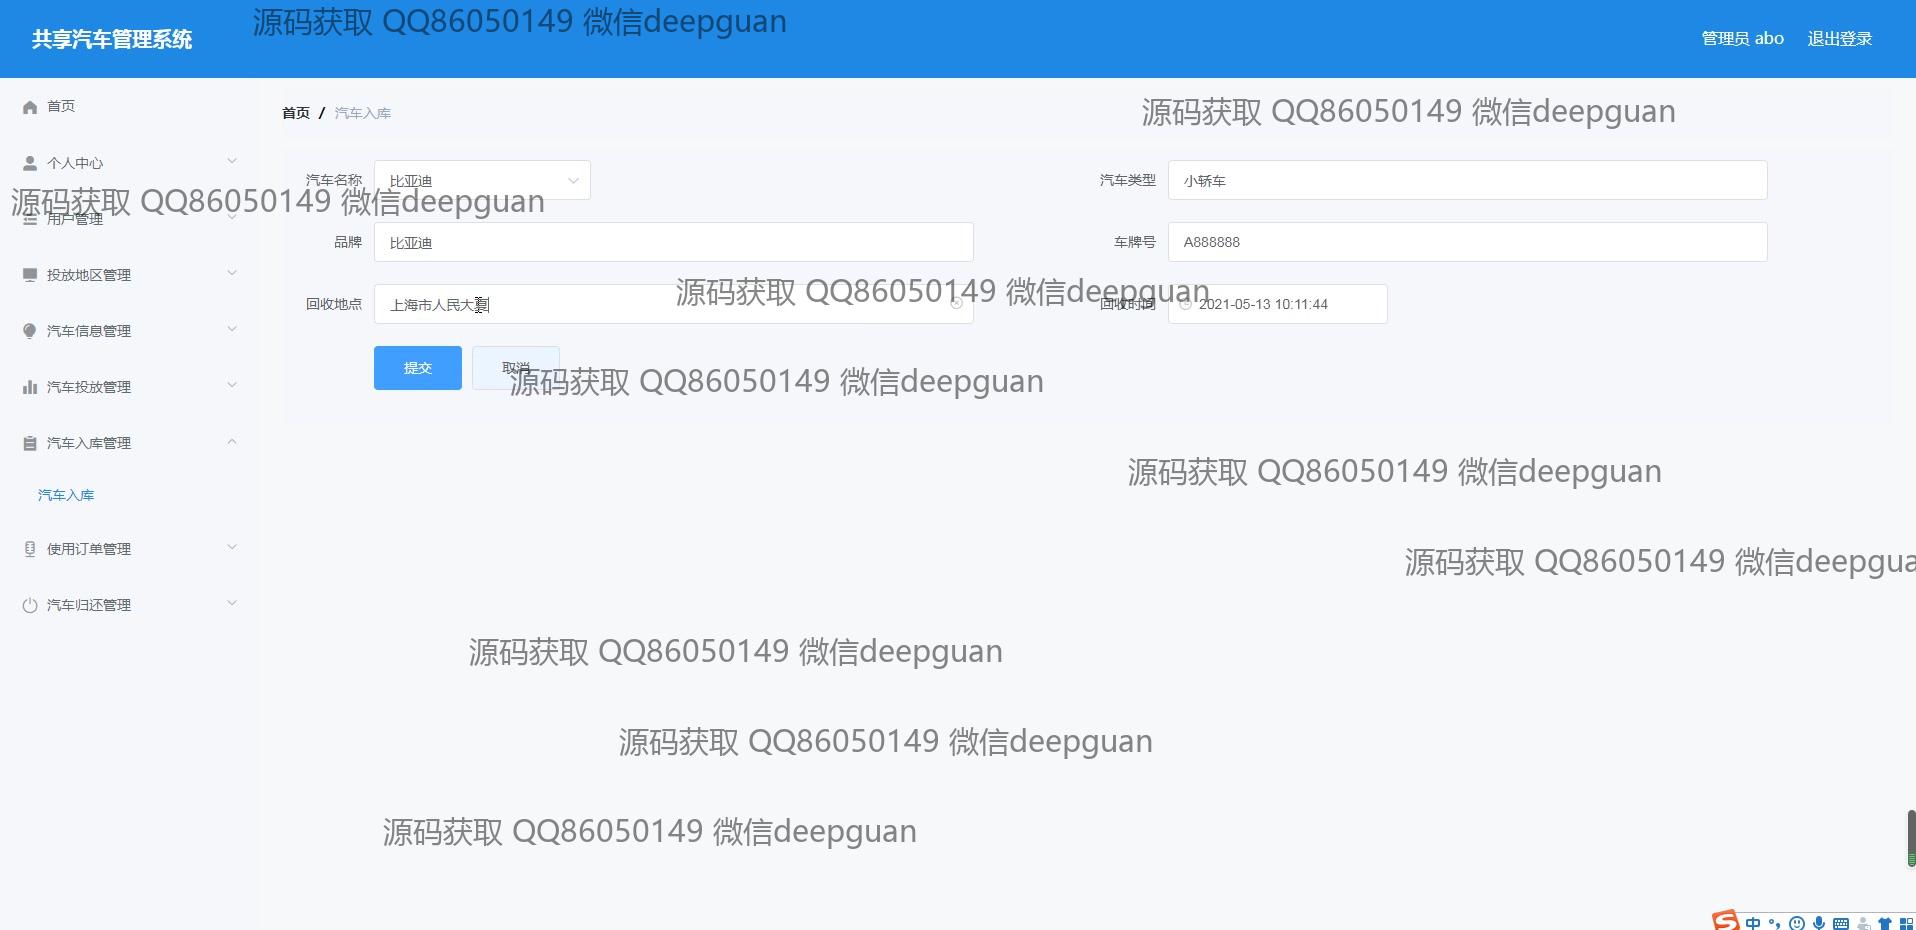 源码获取 QQ86050149 微信deepguan
共享汽车管理系统
管理员 abo 退出登录
首页
首页 / 汽车入库
源码获取 QQ86050149 微信deepguan
个人中心
汽车名称 比亚迪
汽车类型 小轿车
源码获取 QQ86050149 微信deepguan
用户管理
品牌 比亚迪
车牌号 A888888
投放地区管理
源码获取 QQ86050149 微信deepguan
回收地点 上海市人民大厦
回收时间 2021-05-13 10:11:44
汽车信息管理
提交 取消
源码获取 QQ86050149 微信deepguan
汽车投放管理
汽车入库管理
源码获取 QQ86050149 微信deepguan
汽车入库
使用订单管理
源码获取 QQ86050149 微信deepgua
汽车归还管理
源码获取 QQ86050149 微信deepguan
源码获取 QQ86050149 微信deepguan
源码获取 QQ86050149 微信deepguan
中